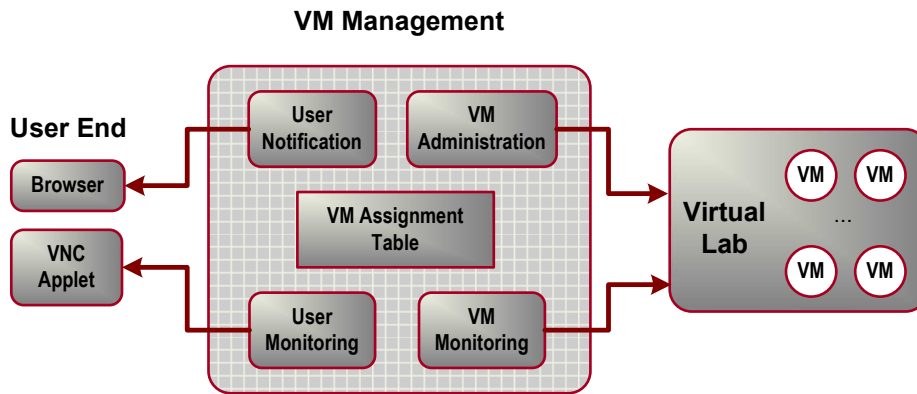 VM Management
User End
Browser
VNC
Applet
User
Notification
VM
Administration
VM Assignment
Table
User
Monitoring
VM
Monitoring
Virtual
Lab
VM VM
...
VM VM